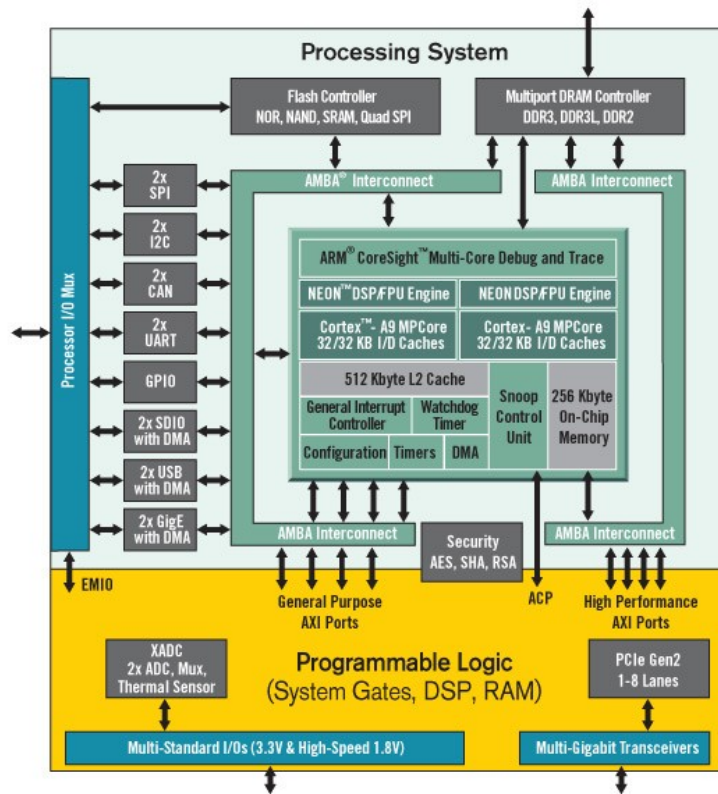 Processing System
Flash Controller
NOR, NAND, SRAM, Quad SPI
Multiport DRAM Controller
DDR3, DDR3L, DDR2
Processor I/O Mux
2x
SPI
2x
I2C
2x
CAN
2x
UART
GPIO
2x SDIO
with DMA
2x USB
with DMA
2x GigE
with DMA
AMBA® Interconnect
AMBA Interconnect
ARM® CoreSight™ Multi-Core Debug and Trace
NEON™ DSP/FPU Engine
NEON DSP/FPU Engine
Cortex™- A9 MPCore
32/32 KB I/D Caches
Cortex- A9 MPCore
32/32 KB I/D Caches
512 Kbyte L2 Cache
General Interrupt
Controller
Watchdog
Timer
Configuration
Timers
DMA
Snoop
Control
Unit
256 Kbyte
On-Chip
Memory
AMBA Interconnect
Security
AES, SHA, RSA
AMBA Interconnect
EMIO
General Purpose
AXI Ports
ACP
High Performance
AXI Ports
XADC
2x ADC, Mux,
Thermal Sensor
Programmable Logic
(System Gates, DSP, RAM)
PCIe Gen2
1-8 Lanes
Multi-Standard I/Os (3.3V & High-Speed 1.8V)
Multi-Gigabit Transceivers